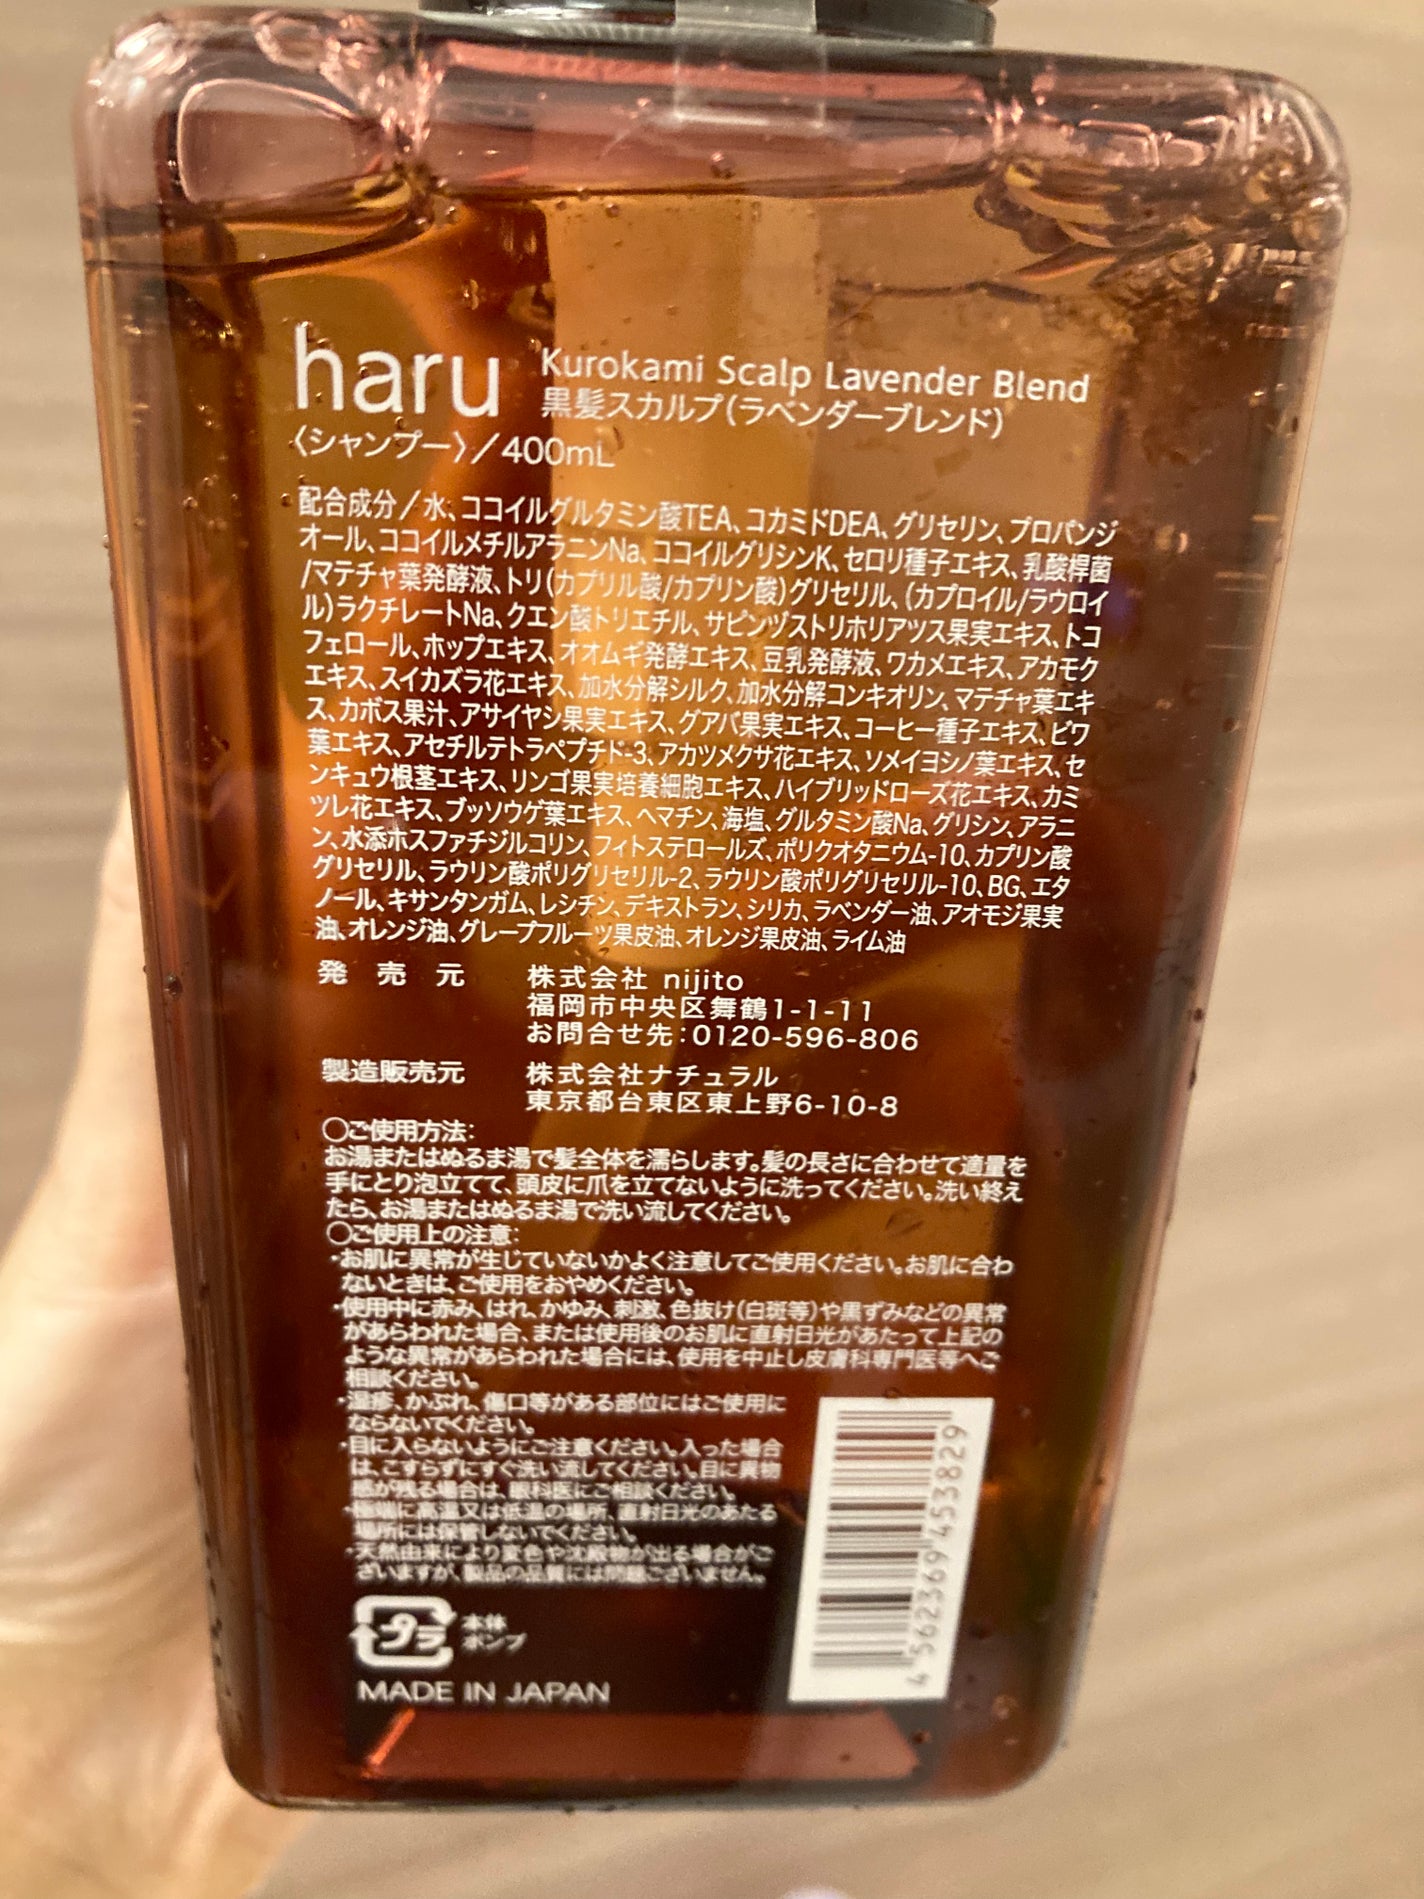 haru
Kurokami Scalp Lavender Blend
黒髪スカルプ(ラベンダーブレンド)
〈シャンプー〉/400mL
配合成分/水、ココイルグルタミン酸TEA、コカミドDEA、グリセリン、プロパンジ
オール、ココイルメチルアラニンNa、ココイルグリシンK、セロリ種子エキス、乳酸桿菌
/マテチャ葉発酵液、トリ(カプリル酸/カプリン酸)グリセリル、(カプロイル/ラウロイ
ル)ラクチレートNa、クエン酸トリエチル、サピンヅストリホリアツス果実エキス、トコ
フェロール、ホップエキス、オオムギ発酵エキス、豆乳発酵液、ワカメエキス、アカモク
エキス、スイカズラ花エキス、加水分解シルク、加水分解コンキオリン、マテチャ葉エキ
ス、カボス果汁、アサイヤシ果実エキス、グアバ果実エキス、コーヒー種子エキス、ビワ
葉エキス、アセチルテトラペプチド-3、アカツメクサ花エキス、ソメイヨシノ葉エキス、セ
ンキュウ根茎エキス、リンゴ果実培養細胞エキス、ハイブリッドローズ花エキス、カミ
ツレ花エキス、ブッソウゲ葉エキス、ヘマチン、海塩、グルタミン酸Na、グリシン、アラニ
ン、水添ホスファチジルコリン、フィトステロールズ、ポリクオタニウム-10、カプリン酸
グリセリル、ラウリン酸ポリグリセリル-2、ラウリン酸ポリグリセリル-10、BG、エタ
ノール、キサンタンガム、レシチン、デキストラン、シリカ、ラベンダー油、アオモジ果実
油、オレンジ油、グレープフルーツ果皮油、オレンジ果皮油、ライム油
発売元 株式会社 nijito
福岡市中央区舞鶴1-1-11
お問合せ先:0120-596-806
製造販売元 株式会社ナチュラル
東京都台東区東上野6-10-8
○ご使用方法:
お湯またはぬるま湯で髪全体を濡らします。髪の長さに合わせて適量を
手にとり泡立てて、頭皮に爪を立てないように洗ってください。洗い終え
たら、お湯またはぬるま湯で洗い流してください。
○ご使用上の注意:
・お肌に異常が生じていないかよく注意してご使用ください。お肌に合わ
ないときは、ご使用をおやめください。
・使用中に赤み、はれ、かゆみ、刺激、色抜け(白斑等)や黒ずみなどの異常
があらわれた場合、または使用後のお肌に直射日光があたって上記の
ような異常があらわれた場合には、使用を中止し皮膚科専門医等へご
相談ください。
・湿疹、かぶれ、傷口等がある部位にはご使用に
ならないでください。
・目に入らないようにご注意ください。入った場合
は、こすらずにすぐ洗い流してください。目に異物
感が残る場合は、眼科医にご相談ください。
・極端に高温又は低温の場所、直射日光のあたる
場所には保管しないでください。
・天然由来により変色や沈殿物が出る場合がご
ざいますが、製品の品質には問題ございません。
プラ 本体
ポンプ
MADE IN JAPAN
4562369453829